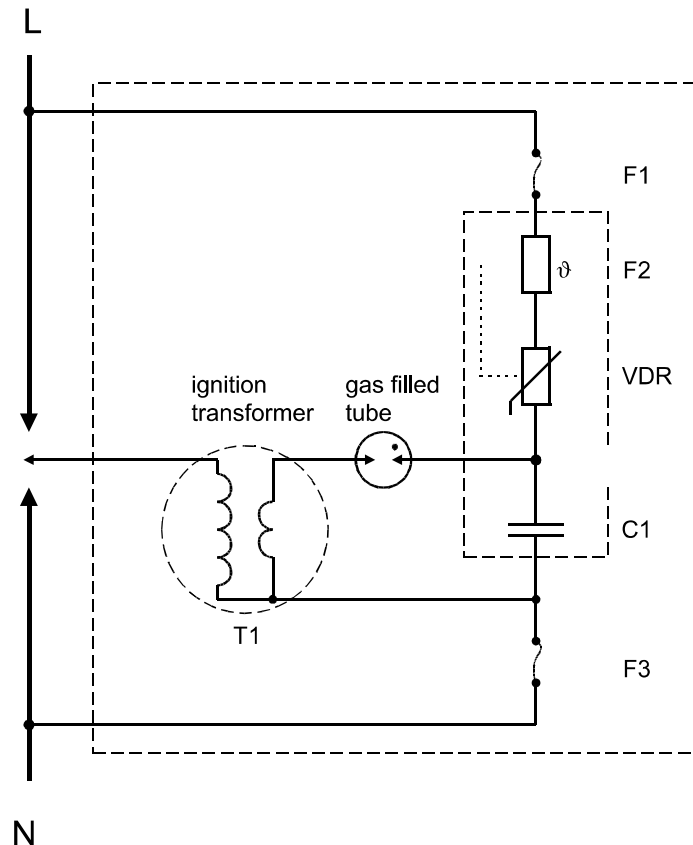 L
F1
F2
ϑ
VDR
ignition
transformer
gas filled
tube
C1
T1
F3
N